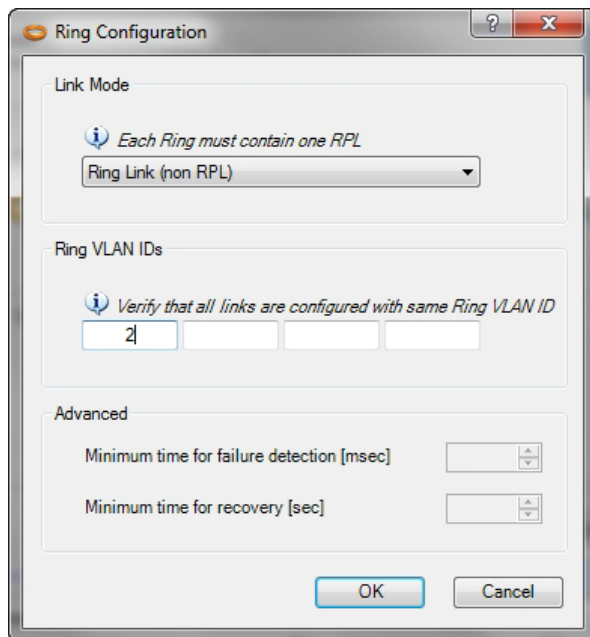 Ring Configuration
Link Mode
Each Ring must contain one RPL
Ring Link (non RPL)
Ring VLAN IDs
Verify that all links are configured with same Ring VLAN ID
2
Advanced
Minimum time for failure detection [msec]
Minimum time for recovery [sec]
OK Cancel